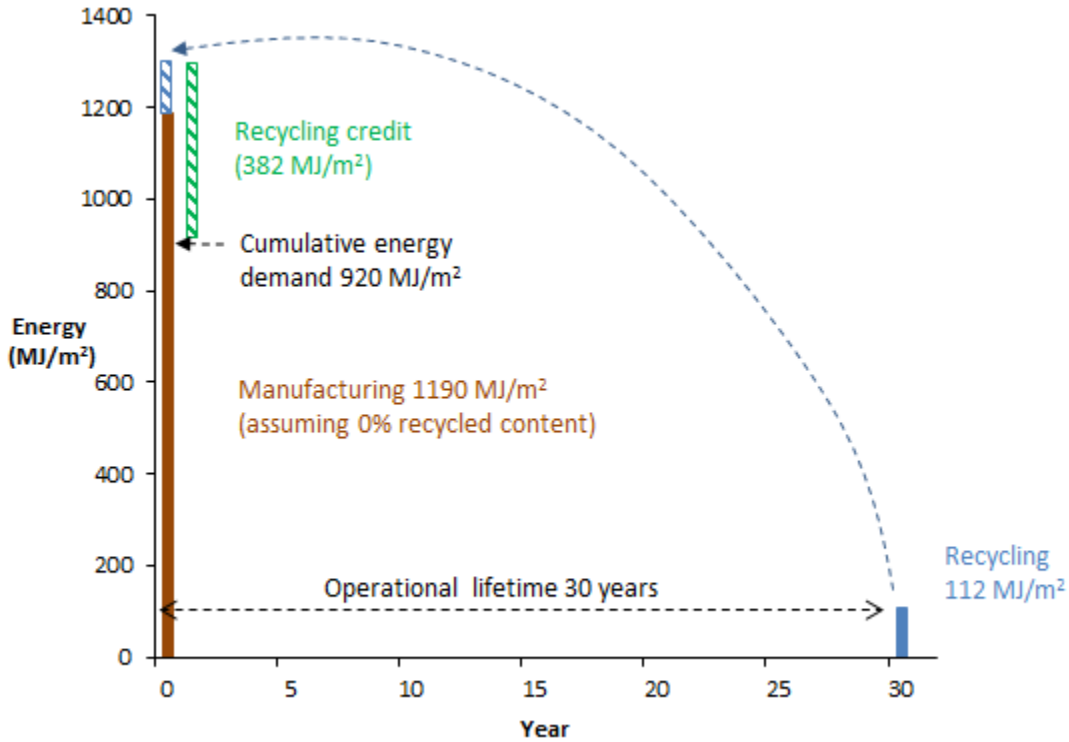 1400
1200
1000
800
600
400
200
0
Energy
(MJ/m²)
Recycling credit
(382 MJ/m²)
Cumulative energy
demand 920 MJ/m²
Manufacturing 1190 MJ/m²
(assuming 0% recycled content)
Operational lifetime 30 years
Recycling
112 MJ/m²
0 5 10 15 20 25 30
Year